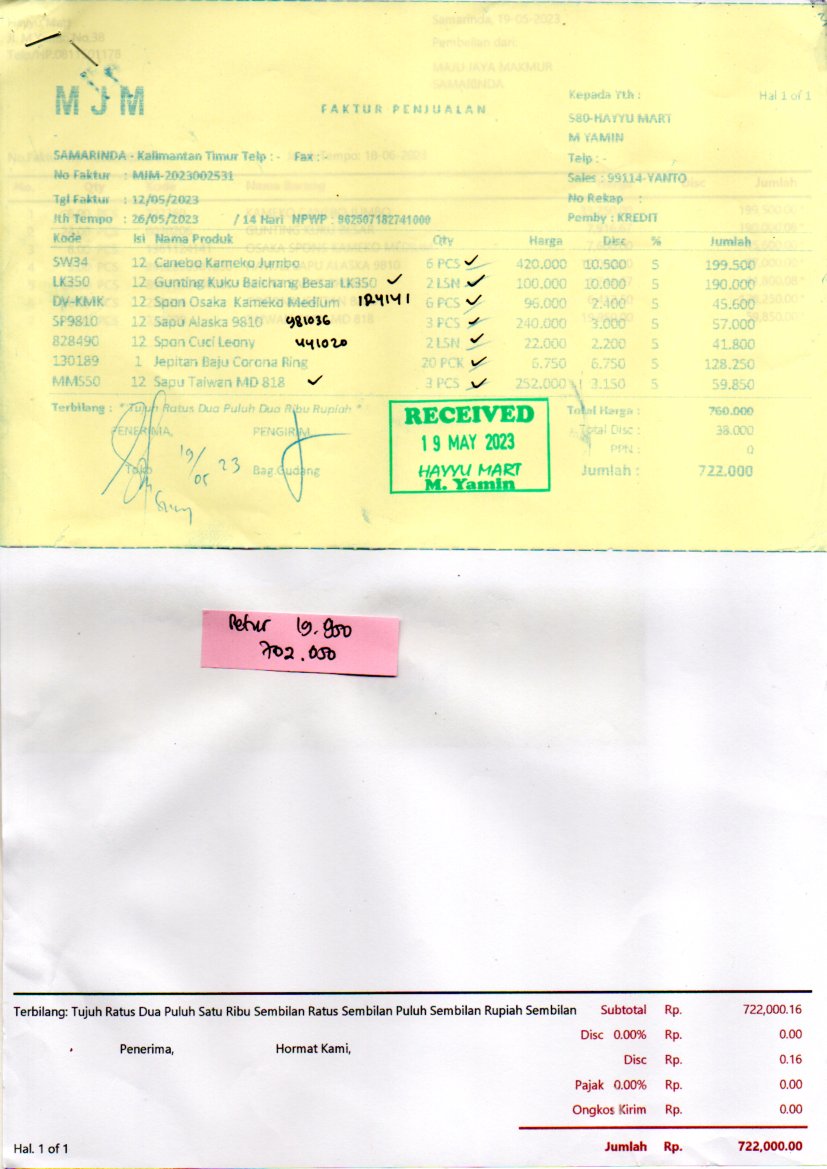 Samarinda, 19-05-2023
Pembelian dari:
MAJU JAYA MAKMUR
SAMARINDA
MJM
FAKTUR PENJUALAN
Kepada Yth : Hal 1 of 1
S80-HAYYU MART
M YAMIN
SAMARINDA - Kalimantan Timur Telp : - Fax : -
Telp : -
No Faktur : MJM-2023002531
Sales : 99114-YANTO
Tgl Faktur : 12/05/2023
No Rekap :
Jth Tempo : 26/05/2023 / 14 Hari NPWP : 962507182741000
Pemby : KREDIT
Kode Isi Nama Produk Qty Harga Disc % Jumlah
SW34 12 Canebo Kameko Jumbo 6 PCS 420.000 10.500 5 199.500
LK350 12 Gunting Kuku Baichang Besar LK350 2 LSN 100.000 10.000 5 190.000
DV-KMK 12 Spon Osaka Kameko Medium 124141 6 PCS 96.000 2.400 5 45.600
SP9810 12 Sapu Alaska 9810 981036 3 PCS 240.000 3.000 5 57.000
828490 12 Spon Cuci Leony 441020 2 LSN 22.000 2.200 5 41.800
130189 1 Jepitan Baju Corona Ring 20 PCK 6.750 6.750 5 128.250
MM550 12 Sapu Taiwan MD 818 3 PCS 252.000 3.150 5 59.850
Terbilang : * Tujuh Ratus Dua Puluh Dua Ribu Rupiah * Total Harga : 760.000
PENERIMA, PENGIRIM Total Disc : 38.000
PPN : 0
Toko Bag.Gudang Jumlah : 722.000
19/05 23
RECEIVED
19 MAY 2023
HAYYU MART
M. Yamin
Retur 19.950
702.050
Terbilang: Tujuh Ratus Dua Puluh Satu Ribu Sembilan Ratus Sembilan Puluh Sembilan Rupiah Sembilan Subtotal Rp. 722,000.16
Disc 0.00% Rp. 0.00
Penerima, Hormat Kami,
Disc Rp. 0.16
Pajak 0.00% Rp. 0.00
Ongkos Kirim Rp. 0.00
Hal. 1 of 1 Jumlah Rp. 722,000.00